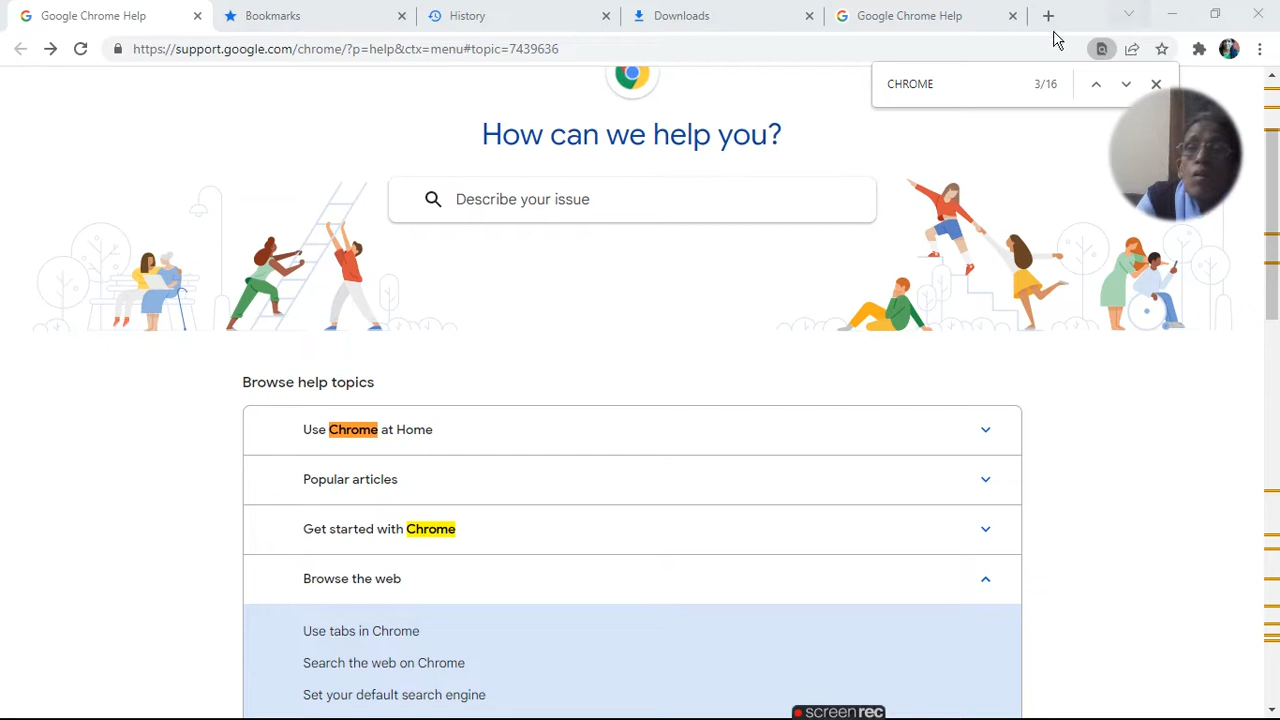 Google Chrome Help
Bookmarks
History
Downloads
Google Chrome Help
https://support.google.com/chrome/?p=help&ctx=menu#topic=7439636
CHROME 3/16
How can we help you?
Describe your issue
Browse help topics
Use Chrome at Home
Popular articles
Get started with Chrome
Browse the web
Use tabs in Chrome
Search the web on Chrome
Set your default search engine
screenrec